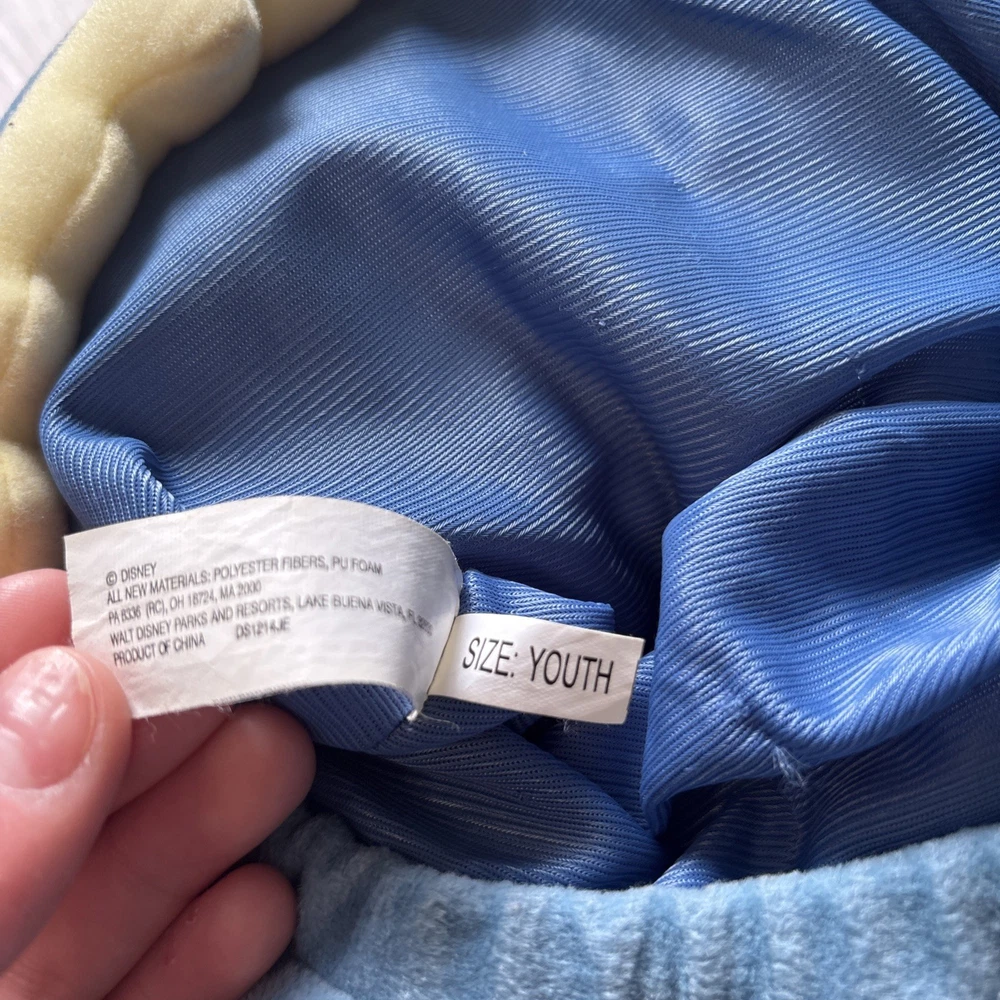 © DISNEY
ALL NEW MATERIALS: POLYESTER FIBERS, PU FOAM
PA 8336 (RC), OH 18724, MA 2000
WALT DISNEY PARKS AND RESORTS, LAKE BUENA VISTA, FL
PRODUCT OF CHINA DS1214JE
SIZE: YOUTH